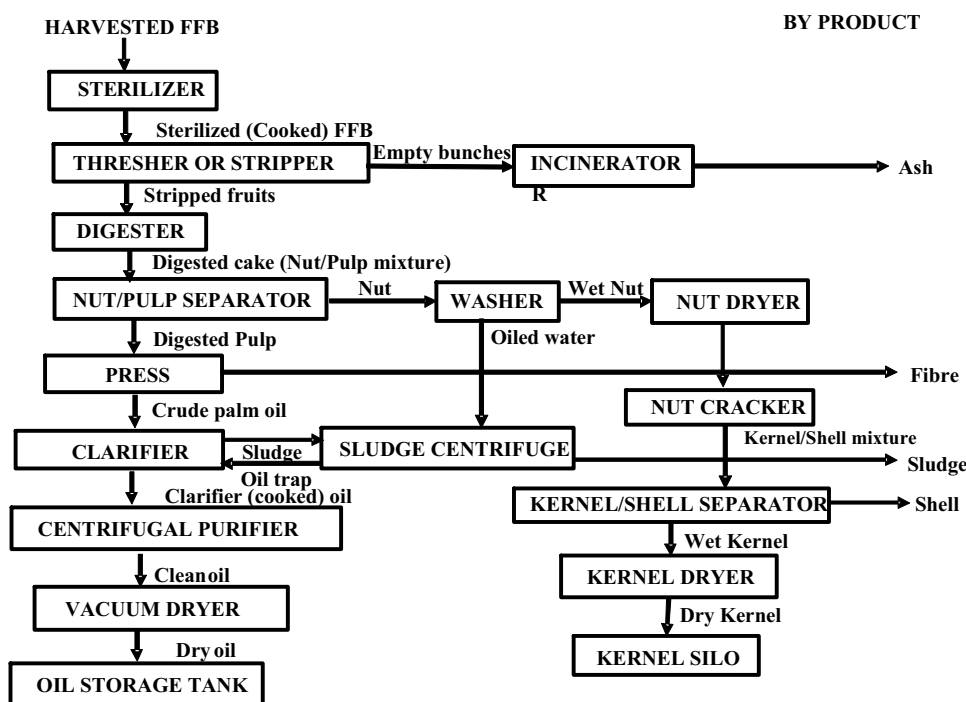 BY PRODUCT
HARVESTED FFB
STERILIZER
Sterilized (Cooked) FFB
THRESHER OR STRIPPER
Empty bunches
INCINERATOR
R
Ash
Stripped fruits
DIGESTER
Digested cake (Nut/Pulp mixture)
NUT/PULP SEPARATOR
Nut
WASHER
Wet Nut
NUT DRYER
Digested Pulp
Oiled water
PRESS
Fibre
NUT CRACKER
Crude palm oil
Kernel/Shell mixture
CLARIFIER
Sludge
SLUDGE CENTRIFUGE
Sludge
Oil trap
Clarifier (cooked) oil
KERNEL/SHELL SEPARATOR
Shell
CENTRIFUGAL PURIFIER
Wet Kernel
Clean oil
KERNEL DRYER
VACUUM DRYER
Dry Kernel
Dry oil
KERNEL SILO
OIL STORAGE TANK